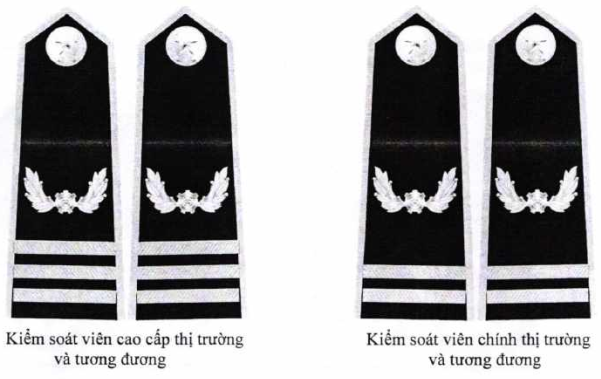 Kiểm soát viên cao cấp thị trường
và tương đương
Kiểm soát viên chính thị trường
và tương đương